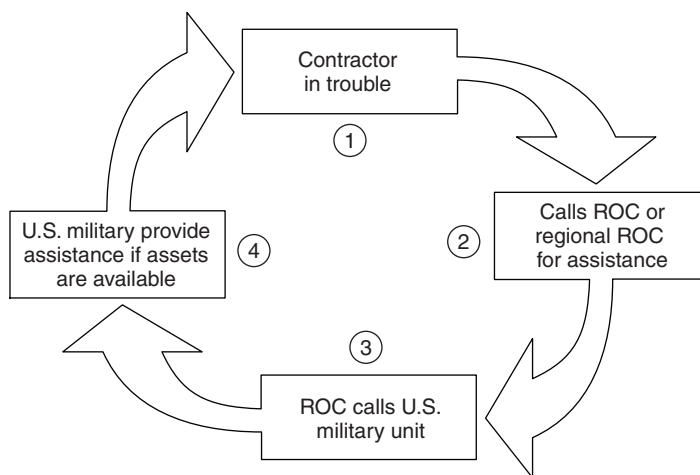 Contractor
in trouble
1
Calls ROC or
regional ROC
for assistance
2
3
ROC calls U.S.
military unit
U.S. military provide
assistance if assets
are available
4